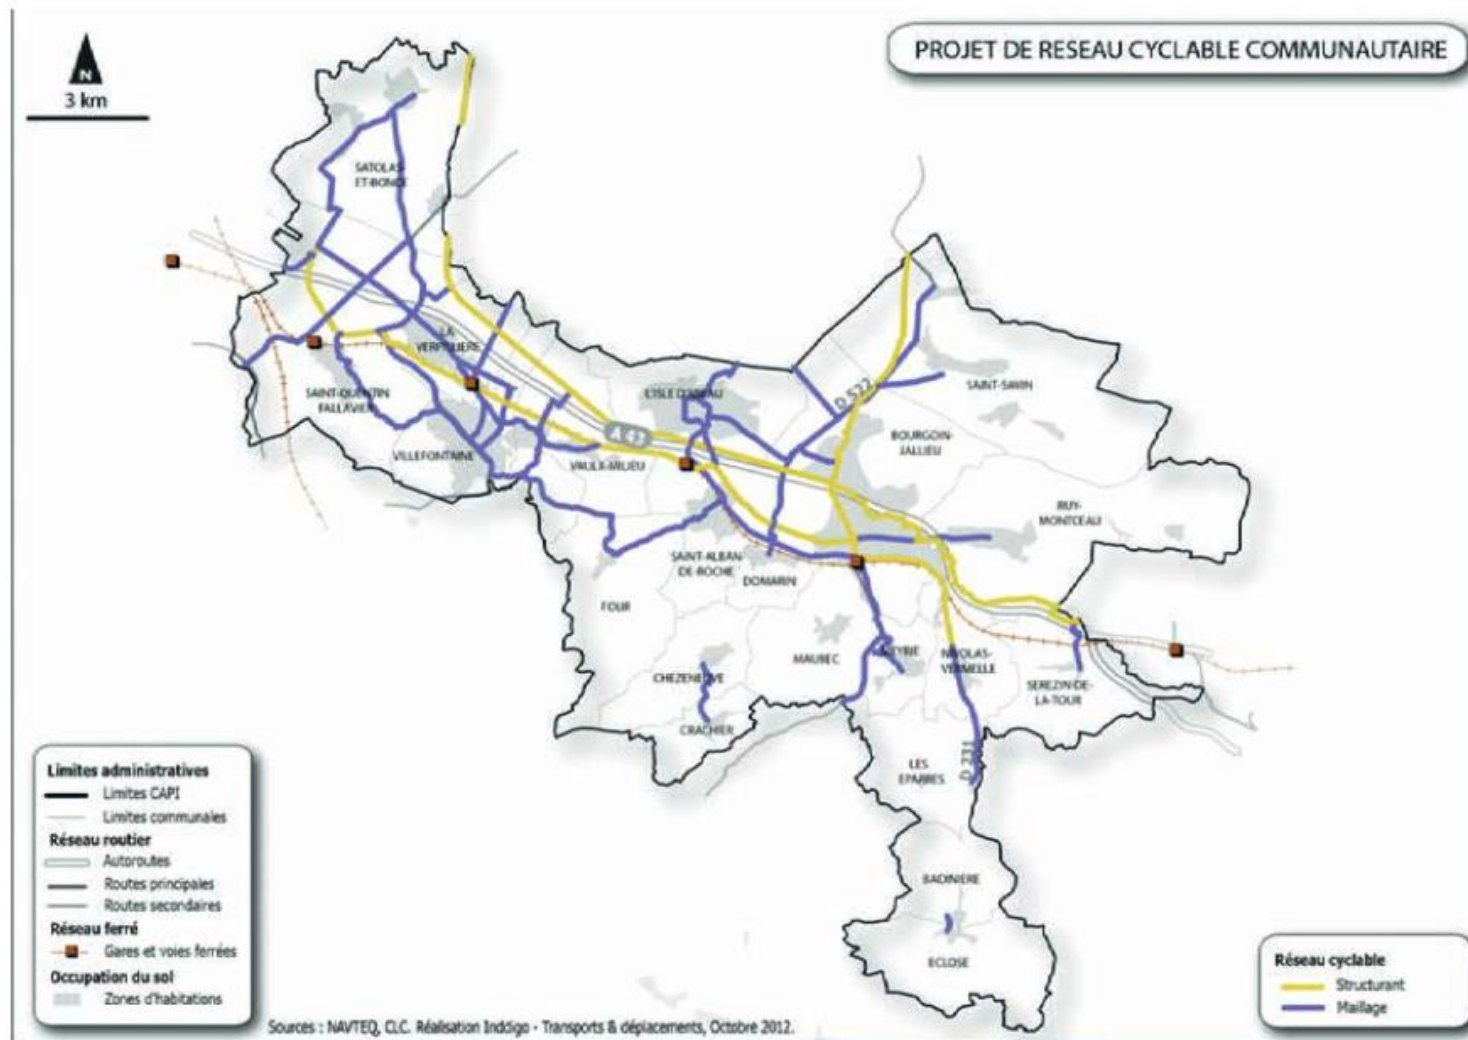 PROJET DE RESEAU CYCLABLE COMMUNAUTAIRE
N
3 km
SATOLAS-
ET-BONCE
LA
VERPILLIERE
SAINT-QUENTIN
FALLAVIER
VILLEFONTAINE
L'ISLE D'ABEAU
A 43
VAULX-MILIEU
D 522
SAINT-SAVIN
BOURGOIN-
JALLIEU
RUY-
MONTCEAU
SAINT-ALBAN-
DE-ROCHE
DOMARIN
FOUR
MAUBEC
MEYRIE
NIVOLAS-
VERMELLE
SEREZIN-DE-
LA-TOUR
CHEZENEUVE
CRACHIER
LES
EPARRES
D 231
BADINIERE
ECLOSE
Limites administratives
Limites CAPI
Limites communales
Réseau routier
Autoroutes
Routes principales
Routes secondaires
Réseau ferré
Gares et voies ferrées
Occupation du sol
Zones d'habitations
Réseau cyclable
Structurant
Maillage
Sources : NAVTEQ, CLC. Réalisation Inddigo - Transports & déplacements, Octobre 2012.